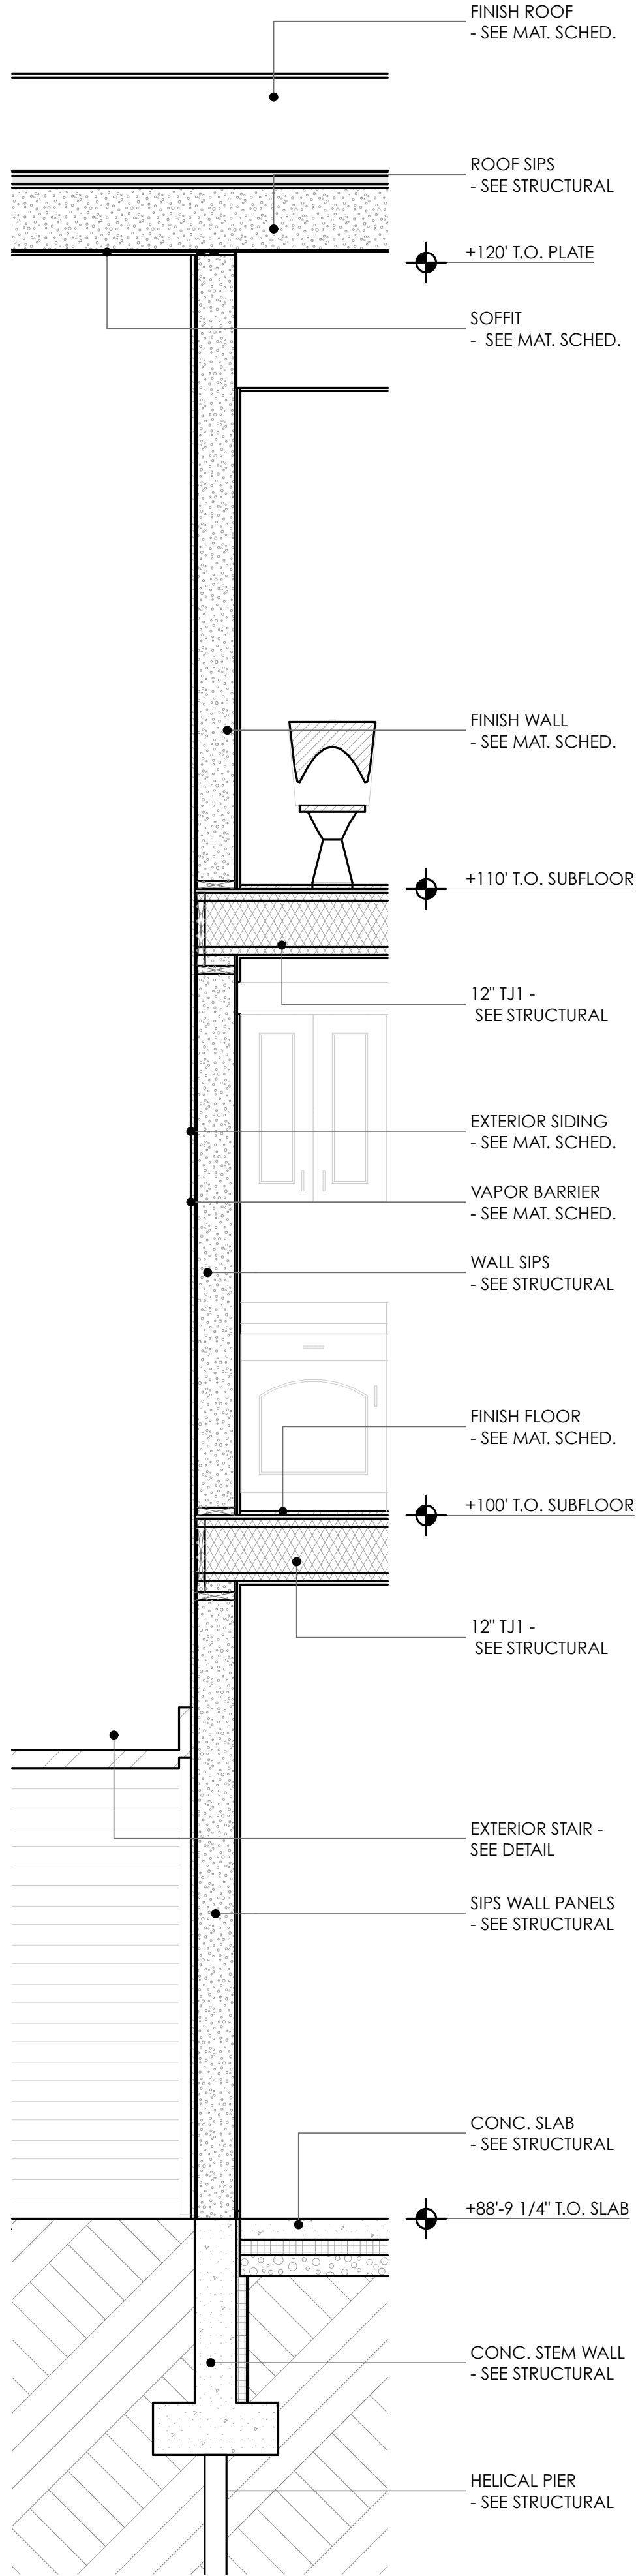 FINISH ROOF
- SEE MAT. SCHED.
ROOF SIPS
- SEE STRUCTURAL
+120' T.O. PLATE
SOFFIT
- SEE MAT. SCHED.
FINISH WALL
- SEE MAT. SCHED.
+110' T.O. SUBFLOOR
12" TJ1 -
SEE STRUCTURAL
EXTERIOR SIDING
- SEE MAT. SCHED.
VAPOR BARRIER
- SEE MAT. SCHED.
WALL SIPS
- SEE STRUCTURAL
FINISH FLOOR
- SEE MAT. SCHED.
+100' T.O. SUBFLOOR
12" TJ1 -
SEE STRUCTURAL
EXTERIOR STAIR -
SEE DETAIL
SIPS WALL PANELS
- SEE STRUCTURAL
CONC. SLAB
- SEE STRUCTURAL
+88'-9 1/4" T.O. SLAB
CONC. STEM WALL
- SEE STRUCTURAL
HELICAL PIER
- SEE STRUCTURAL